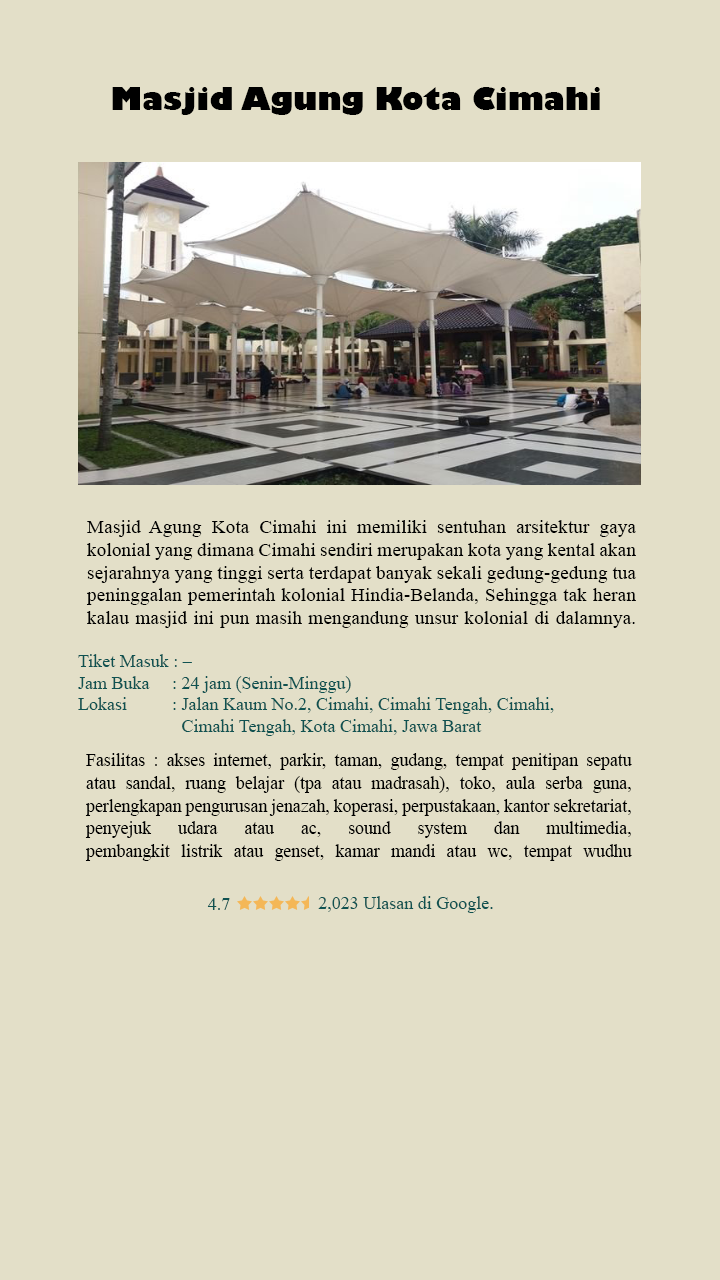 Masjid Agung Kota Cimahi
Masjid Agung Kota Cimahi ini memiliki sentuhan arsitektur gaya
kolonial yang dimana Cimahi sendiri merupakan kota yang kental akan
sejarahnya yang tinggi serta terdapat banyak sekali gedung-gedung tua
peninggalan pemerintah kolonial Hindia-Belanda, Sehingga tak heran
kalau masjid ini pun masih mengandung unsur kolonial di dalamnya.
Tiket Masuk : –
Jam Buka : 24 jam (Senin-Minggu)
Lokasi : Jalan Kaum No.2, Cimahi, Cimahi Tengah, Cimahi,
Cimahi Tengah, Kota Cimahi, Jawa Barat
Fasilitas : akses internet, parkir, taman, gudang, tempat penitipan sepatu
atau sandal, ruang belajar (tpa atau madrasah), toko, aula serba guna,
perlengkapan pengurusan jenazah, koperasi, perpustakaan, kantor sekretariat,
penyejuk udara atau ac, sound system dan multimedia,
pembangkit listrik atau genset, kamar mandi atau wc, tempat wudhu
4.7 2,023 Ulasan di Google.